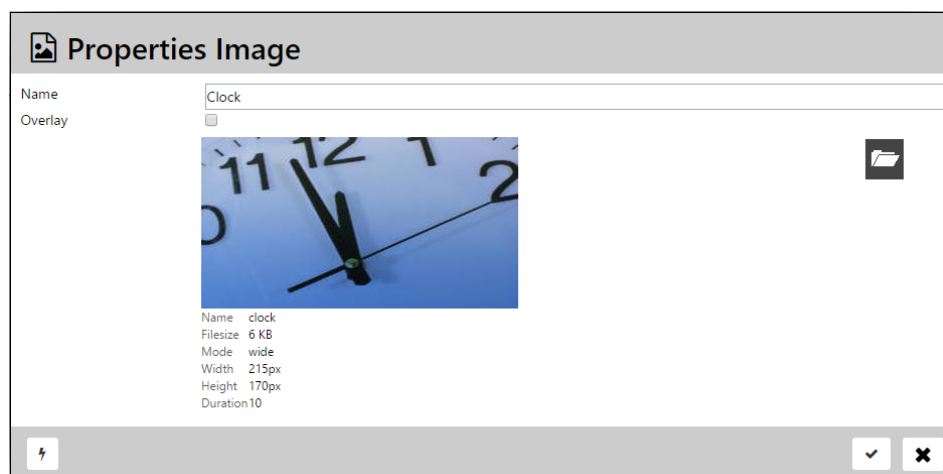 Properties Image
Name Clock
Overlay
11 12 1
2
0
Name clock
Filesize 6 KB
Mode wide
Width 215px
Height 170px
Duration 10